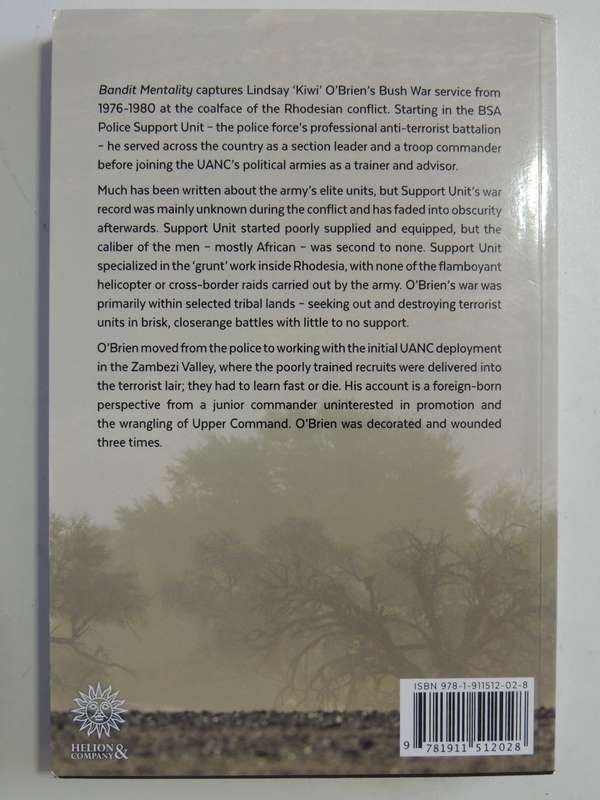 Bandit Mentality captures Lindsay ‘Kiwi’ O’Brien’s Bush War service from
1976-1980 at the coalface of the Rhodesian conflict. Starting in the BSA
Police Support Unit – the police force’s professional anti-terrorist battalion
– he served across the country as a section leader and a troop commander
before joining the UANC’s political armies as a trainer and advisor.
Much has been written about the army’s elite units, but Support Unit’s war
record was mainly unknown during the conflict and has faded into obscurity
afterwards. Support Unit started poorly supplied and equipped, but the
caliber of the men – mostly African – was second to none. Support Unit
specialized in the ‘grunt’ work inside Rhodesia, with none of the flamboyant
helicopter or cross-border raids carried out by the army. O’Brien’s war was
primarily within selected tribal lands – seeking out and destroying terrorist
units in brisk, closerange battles with little to no support.
O’Brien moved from the police to working with the initial UANC deployment
in the Zambezi Valley, where the poorly trained recruits were delivered into
the terrorist lair; they had to learn fast or die. His account is a foreign-born
perspective from a junior commander uninterested in promotion and
the wrangling of Upper Command. O’Brien was decorated and wounded
three times.
ISBN 978-1-911512-02-8
9 781911 512028
HELION &
COMPANY